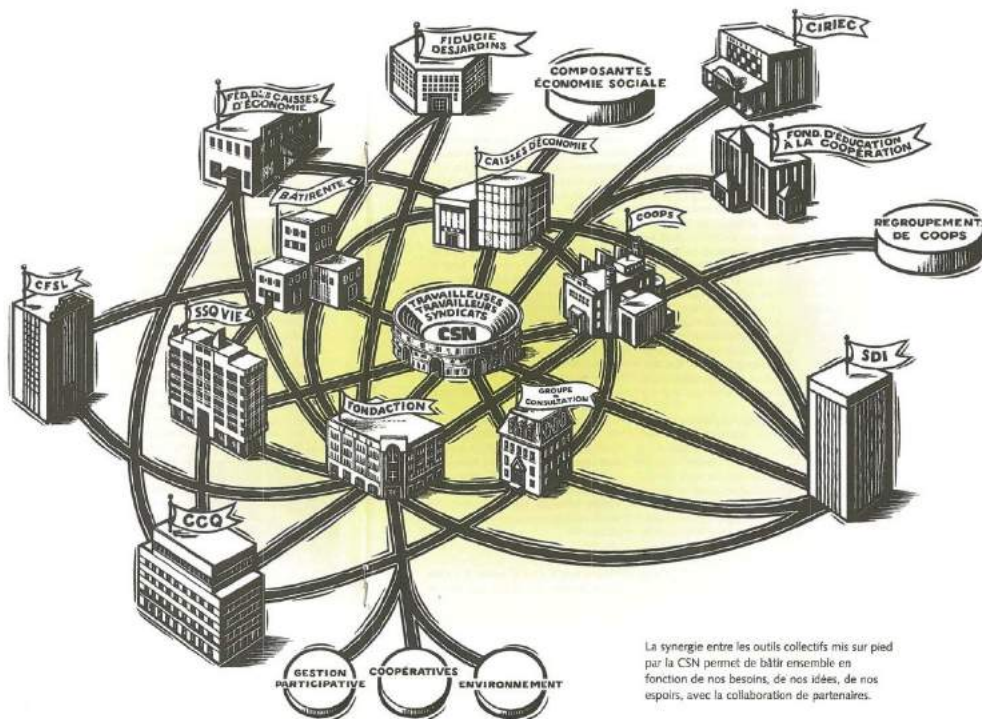 FIDUCIE
DESJARDINS
CIRIEC
COMPOSANTES
ÉCONOMIE SOCIALE
FÉD. DES CAISSES
D'ÉCONOMIE
CAISSES D'ÉCONOMIE
FOND. D'ÉDUCATION
À LA COOPÉRATION
BÂTIRENTE
COOPS
REGROUPEMENTS
DE COOPS
CFSL
TRAVAILLEUSES
TRAVAILLEURS
SYNDICATS
CSN
SSQ VIE
SDI
FONDACTION
GROUPE
DE
CONSULTATION
CCQ
GESTION
PARTICIPATIVE
COOPÉRATIVES
ENVIRONNEMENT
La synergie entre les outils collectifs mis sur pied
par la CSN permet de bâtir ensemble en
fonction de nos besoins, de nos idées, de nos
espoirs, avec la collaboration de partenaires.